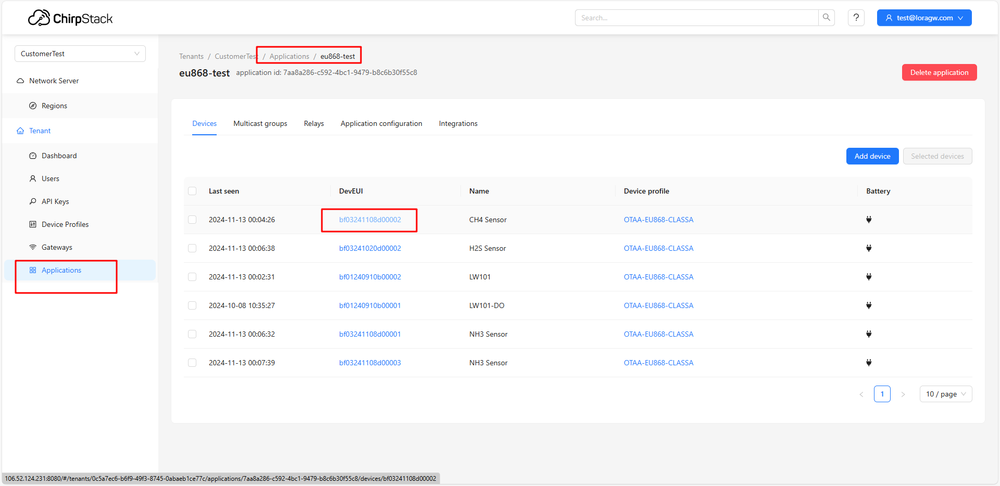 ChirpStack
Search...
?
test@loragw.com
CustomerTest
Network Server
Regions
Tenant
Dashboard
Users
API Keys
Device Profiles
Gateways
Applications
Tenants / CustomerTest / Applications / eu868-test
eu868-test application id: 7aa8a286-c592-4bc1-9479-b8c6b30f55c8
Delete application
Devices Multicast groups Relays Application configuration Integrations
Add device Selected devices
Last seen DevEUI Name Device profile Battery
2024-11-13 00:04:26 bf03241108d00002 CH4 Sensor OTAA-EU868-CLASSA
2024-11-13 00:06:38 bf03241020d00002 H2S Sensor OTAA-EU868-CLASSA
2024-11-13 00:02:31 bf01240910b00002 LW101 OTAA-EU868-CLASSA
2024-10-08 10:35:27 bf01240910b00001 LW101-DO OTAA-EU868-CLASSA
2024-11-13 00:06:32 bf03241108d00001 NH3 Sensor OTAA-EU868-CLASSA
2024-11-13 00:07:39 bf03241108d00003 NH3 Sensor OTAA-EU868-CLASSA
< 1 > 10 / page
106.52.124.231:8080/#/tenants/0c5a7ec6-b6f9-49f3-8745-0abaeb1ce77c/applications/7aa8a286-c592-4bc1-9479-b8c6b30f55c8/devices/bf03241108d00002